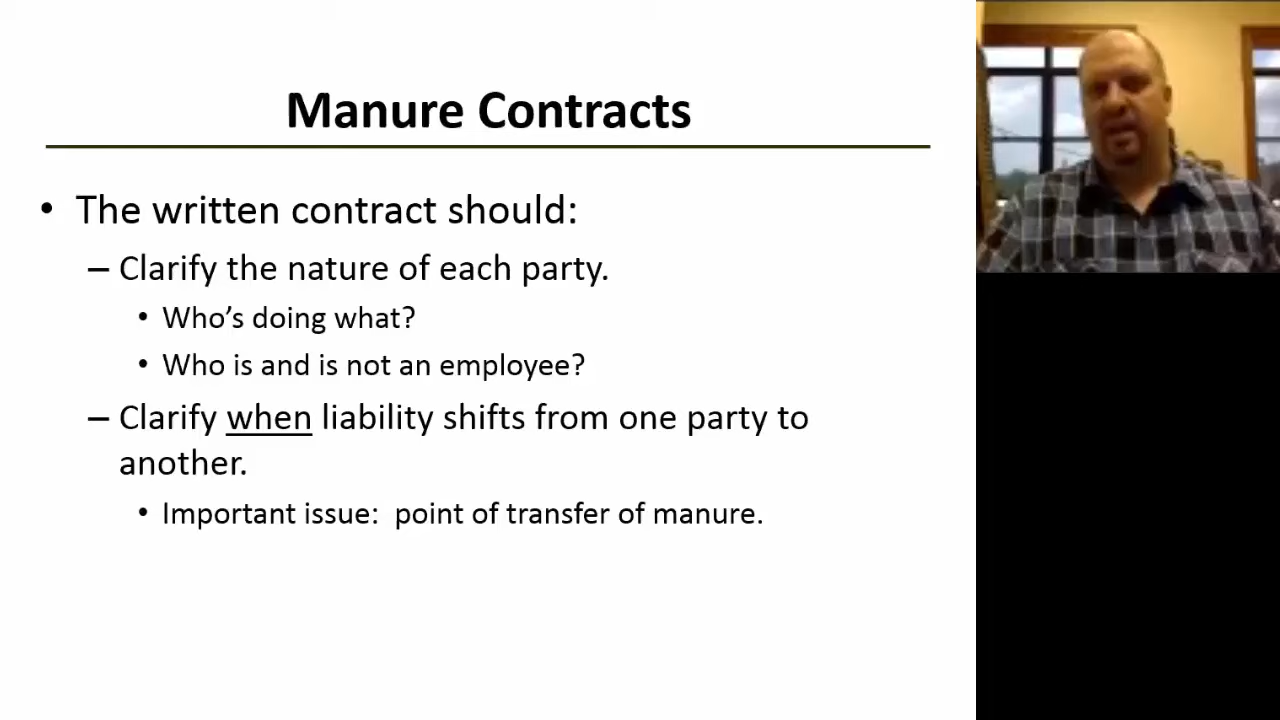 Manure Contracts
• The written contract should:
– Clarify the nature of each party.
• Who’s doing what?
• Who is and is not an employee?
– Clarify when liability shifts from one party to
another.
• Important issue:  point of transfer of manure.